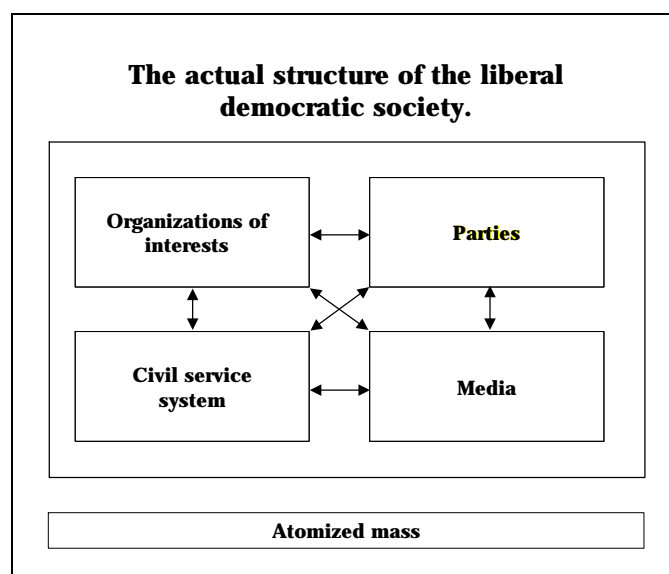 The actual structure of the liberal
democratic society.
Organizations of
interests
Parties
Civil service
system
Media
Atomized mass